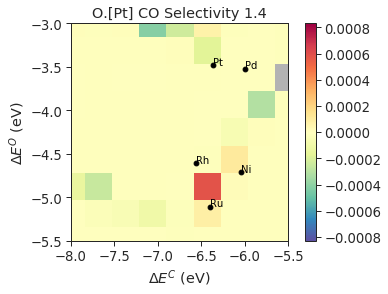 O.[Pt] CO Selectivity 1.4
−3.0
−3.5
−4.0
−4.5
−5.0
−5.5
ΔE^O (eV)
Pt
Pd
Rh
Ni
Ru
−8.0 −7.5 −7.0 −6.5 −6.0 −5.5
ΔE^C (eV)
0.0008
0.0006
0.0004
0.0002
0.0000
−0.0002
−0.0004
−0.0006
−0.0008